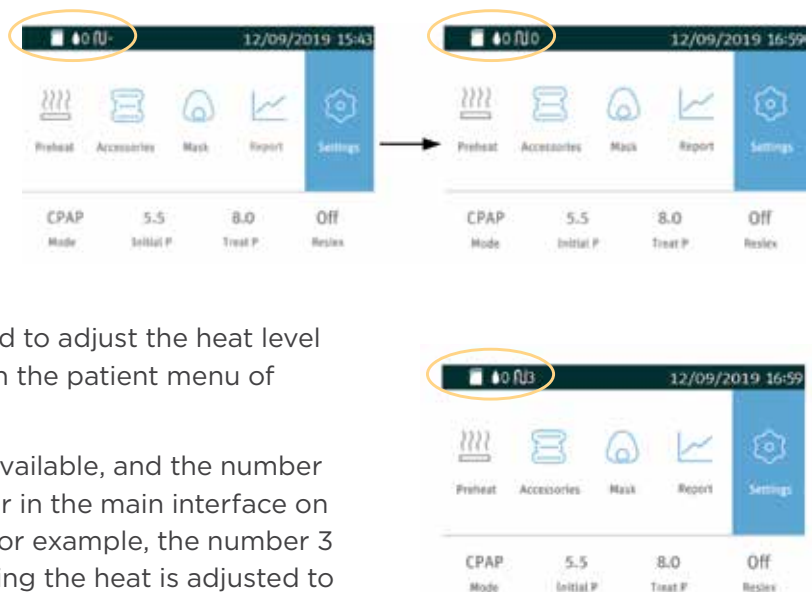 0 - 12/09/2019 15:43
Preheat Accessories Mask Report Settings
CPAP 5.5 8.0 Off
Mode Initial P Treat P Reslex
0 0 12/09/2019 16:59
Preheat Accessories Mask Report Settings
CPAP 5.5 8.0 Off
Mode Initial P Treat P Reslex
d to adjust the heat level
n the patient menu of
vailable, and the number
r in the main interface on
or example, the number 3
ing the heat is adjusted to
0 3 12/09/2019 16:59
Preheat Accessories Mask Report Settings
CPAP 5.5 8.0 Off
Mode Initial P Treat P Reslex